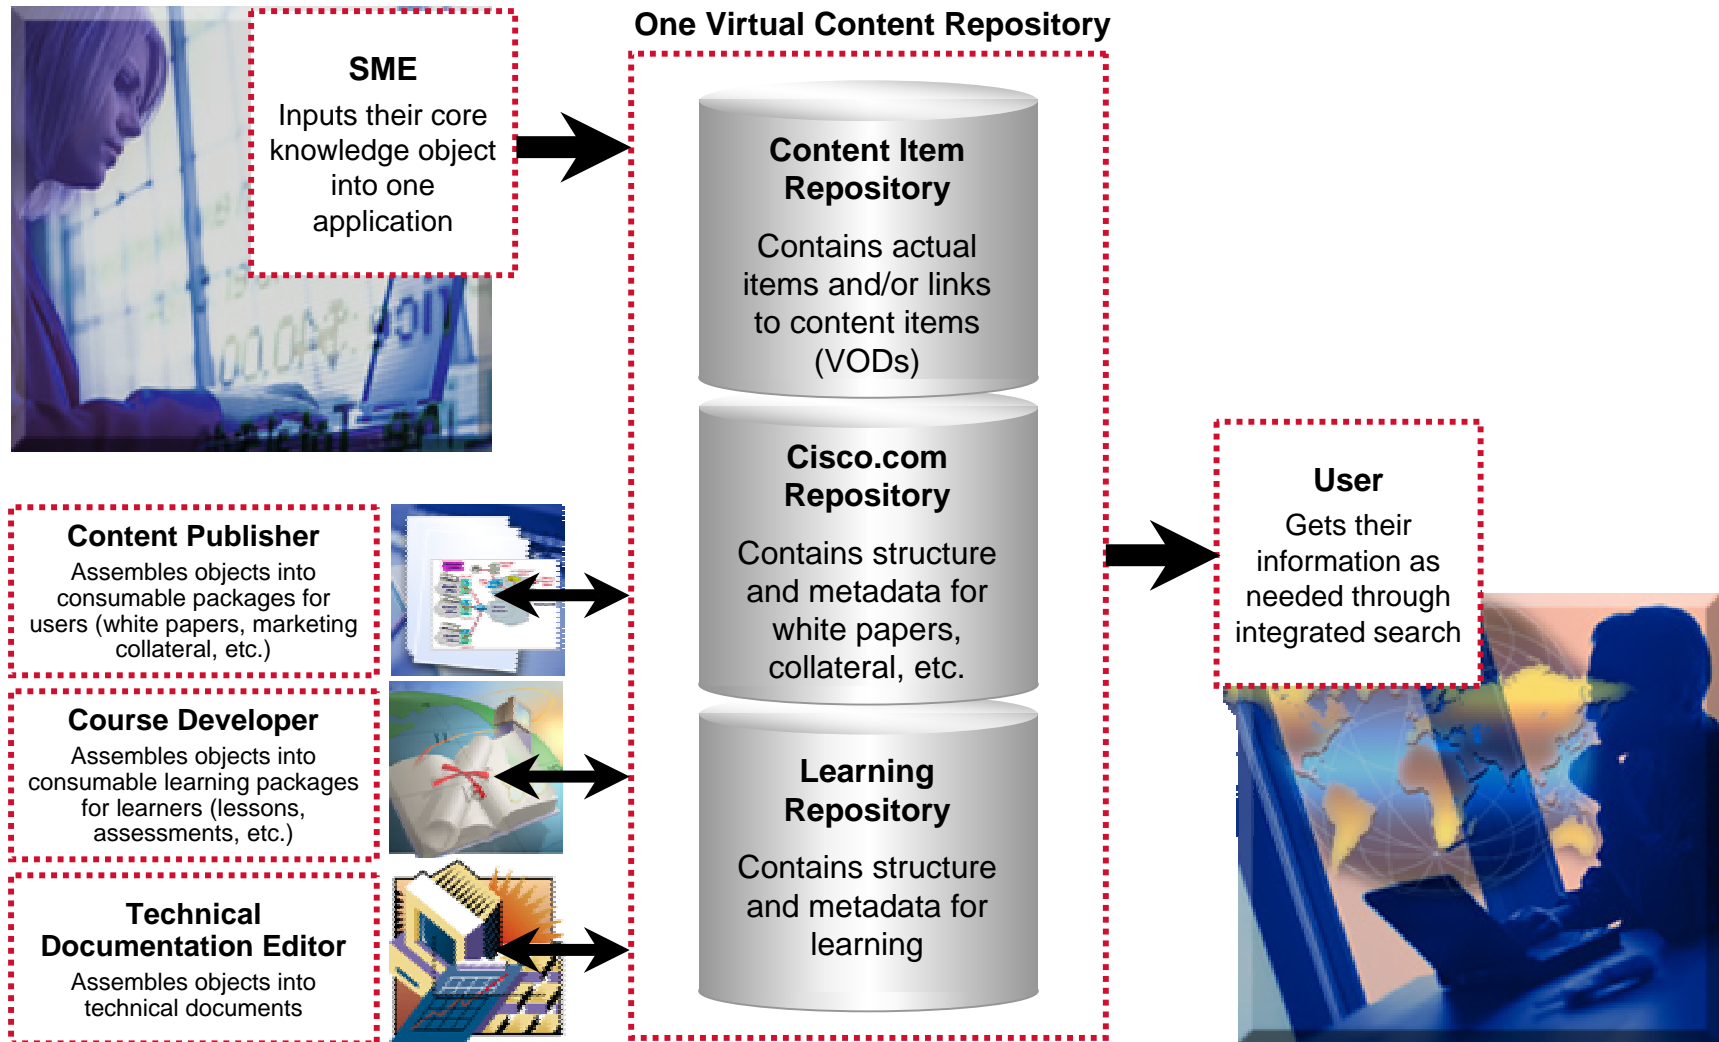 One Virtual Content Repository
SME
Inputs their core
knowledge object
into one
application
Content Item
Repository
Contains actual
items and/or links
to content items
(VODs)
Cisco.com
Repository
Contains structure
and metadata for
white papers,
collateral, etc.
Learning
Repository
Contains structure
and metadata for
learning
Content Publisher
Assembles objects into
consumable packages for
users (white papers, marketing
collateral, etc.)
Course Developer
Assembles objects into
consumable learning packages
for learners (lessons,
assessments, etc.)
Technical
Documentation Editor
Assembles objects into
technical documents
User
Gets their
information as
needed through
integrated search